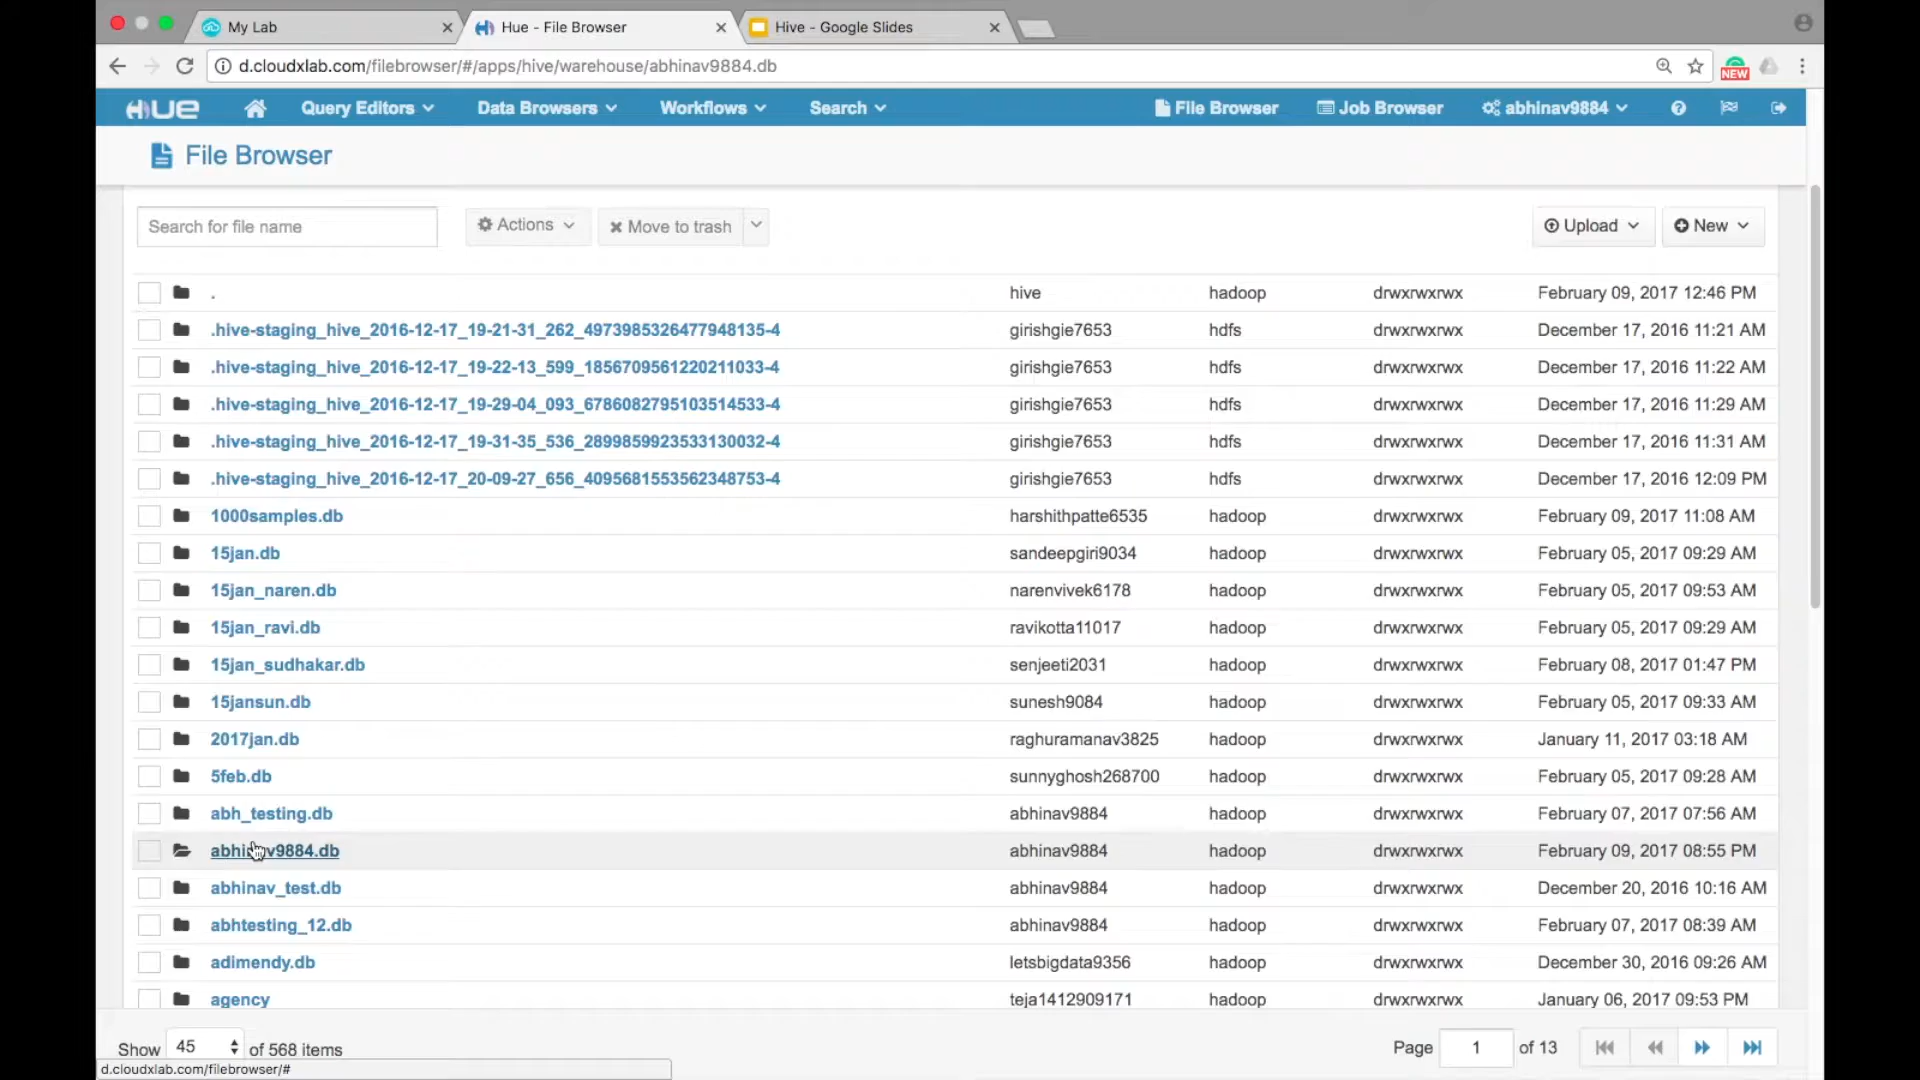 My Lab
Hue - File Browser
Hive - Google Slides
d.cloudxlab.com/filebrowser/#/apps/hive/warehouse/abhinav9884.db
NEW
HUE Query Editors Data Browsers Workflows Search File Browser Job Browser abhinav9884
File Browser
Search for file name Actions Move to trash Upload New
. hive hadoop drwxrwxrwx February 09, 2017 12:46 PM
.hive-staging_hive_2016-12-17_19-21-31_262_4973985326477948135-4 girishgie7653 hdfs drwxrwxrwx December 17, 2016 11:21 AM
.hive-staging_hive_2016-12-17_19-22-13_599_1856709561220211033-4 girishgie7653 hdfs drwxrwxrwx December 17, 2016 11:22 AM
.hive-staging_hive_2016-12-17_19-29-04_093_6786082795103514533-4 girishgie7653 hdfs drwxrwxrwx December 17, 2016 11:29 AM
.hive-staging_hive_2016-12-17_19-31-35_536_2899859923533130032-4 girishgie7653 hdfs drwxrwxrwx December 17, 2016 11:31 AM
.hive-staging_hive_2016-12-17_20-09-27_656_4095681553562348753-4 girishgie7653 hdfs drwxrwxrwx December 17, 2016 12:09 PM
1000samples.db harshithpatte6535 hadoop drwxrwxrwx February 09, 2017 11:08 AM
15jan.db sandeepgiri9034 hadoop drwxrwxrwx February 05, 2017 09:29 AM
15jan_naren.db narenvivek6178 hadoop drwxrwxrwx February 05, 2017 09:53 AM
15jan_ravi.db ravikotta11017 hadoop drwxrwxrwx February 05, 2017 09:29 AM
15jan_sudhakar.db senjeeti2031 hadoop drwxrwxrwx February 08, 2017 01:47 PM
15jansun.db sunesh9084 hadoop drwxrwxrwx February 05, 2017 09:33 AM
2017jan.db raghuramanav3825 hadoop drwxrwxrwx January 11, 2017 03:18 AM
5feb.db sunnyghosh268700 hadoop drwxrwxrwx February 05, 2017 09:28 AM
abh_testing.db abhinav9884 hadoop drwxrwxrwx February 07, 2017 07:56 AM
abhinav9884.db abhinav9884 hadoop drwxrwxrwx February 09, 2017 08:55 PM
abhinav_test.db abhinav9884 hadoop drwxrwxrwx December 20, 2016 10:16 AM
abhtesting_12.db abhinav9884 hadoop drwxrwxrwx February 07, 2017 08:39 AM
adimendy.db letsbigdata9356 hadoop drwxrwxrwx December 30, 2016 09:26 AM
agency teja1412909171 hadoop drwxrwxrwx January 06, 2017 09:53 PM
Show 45 of 568 items Page 1 of 13
d.cloudxlab.com/filebrowser/#